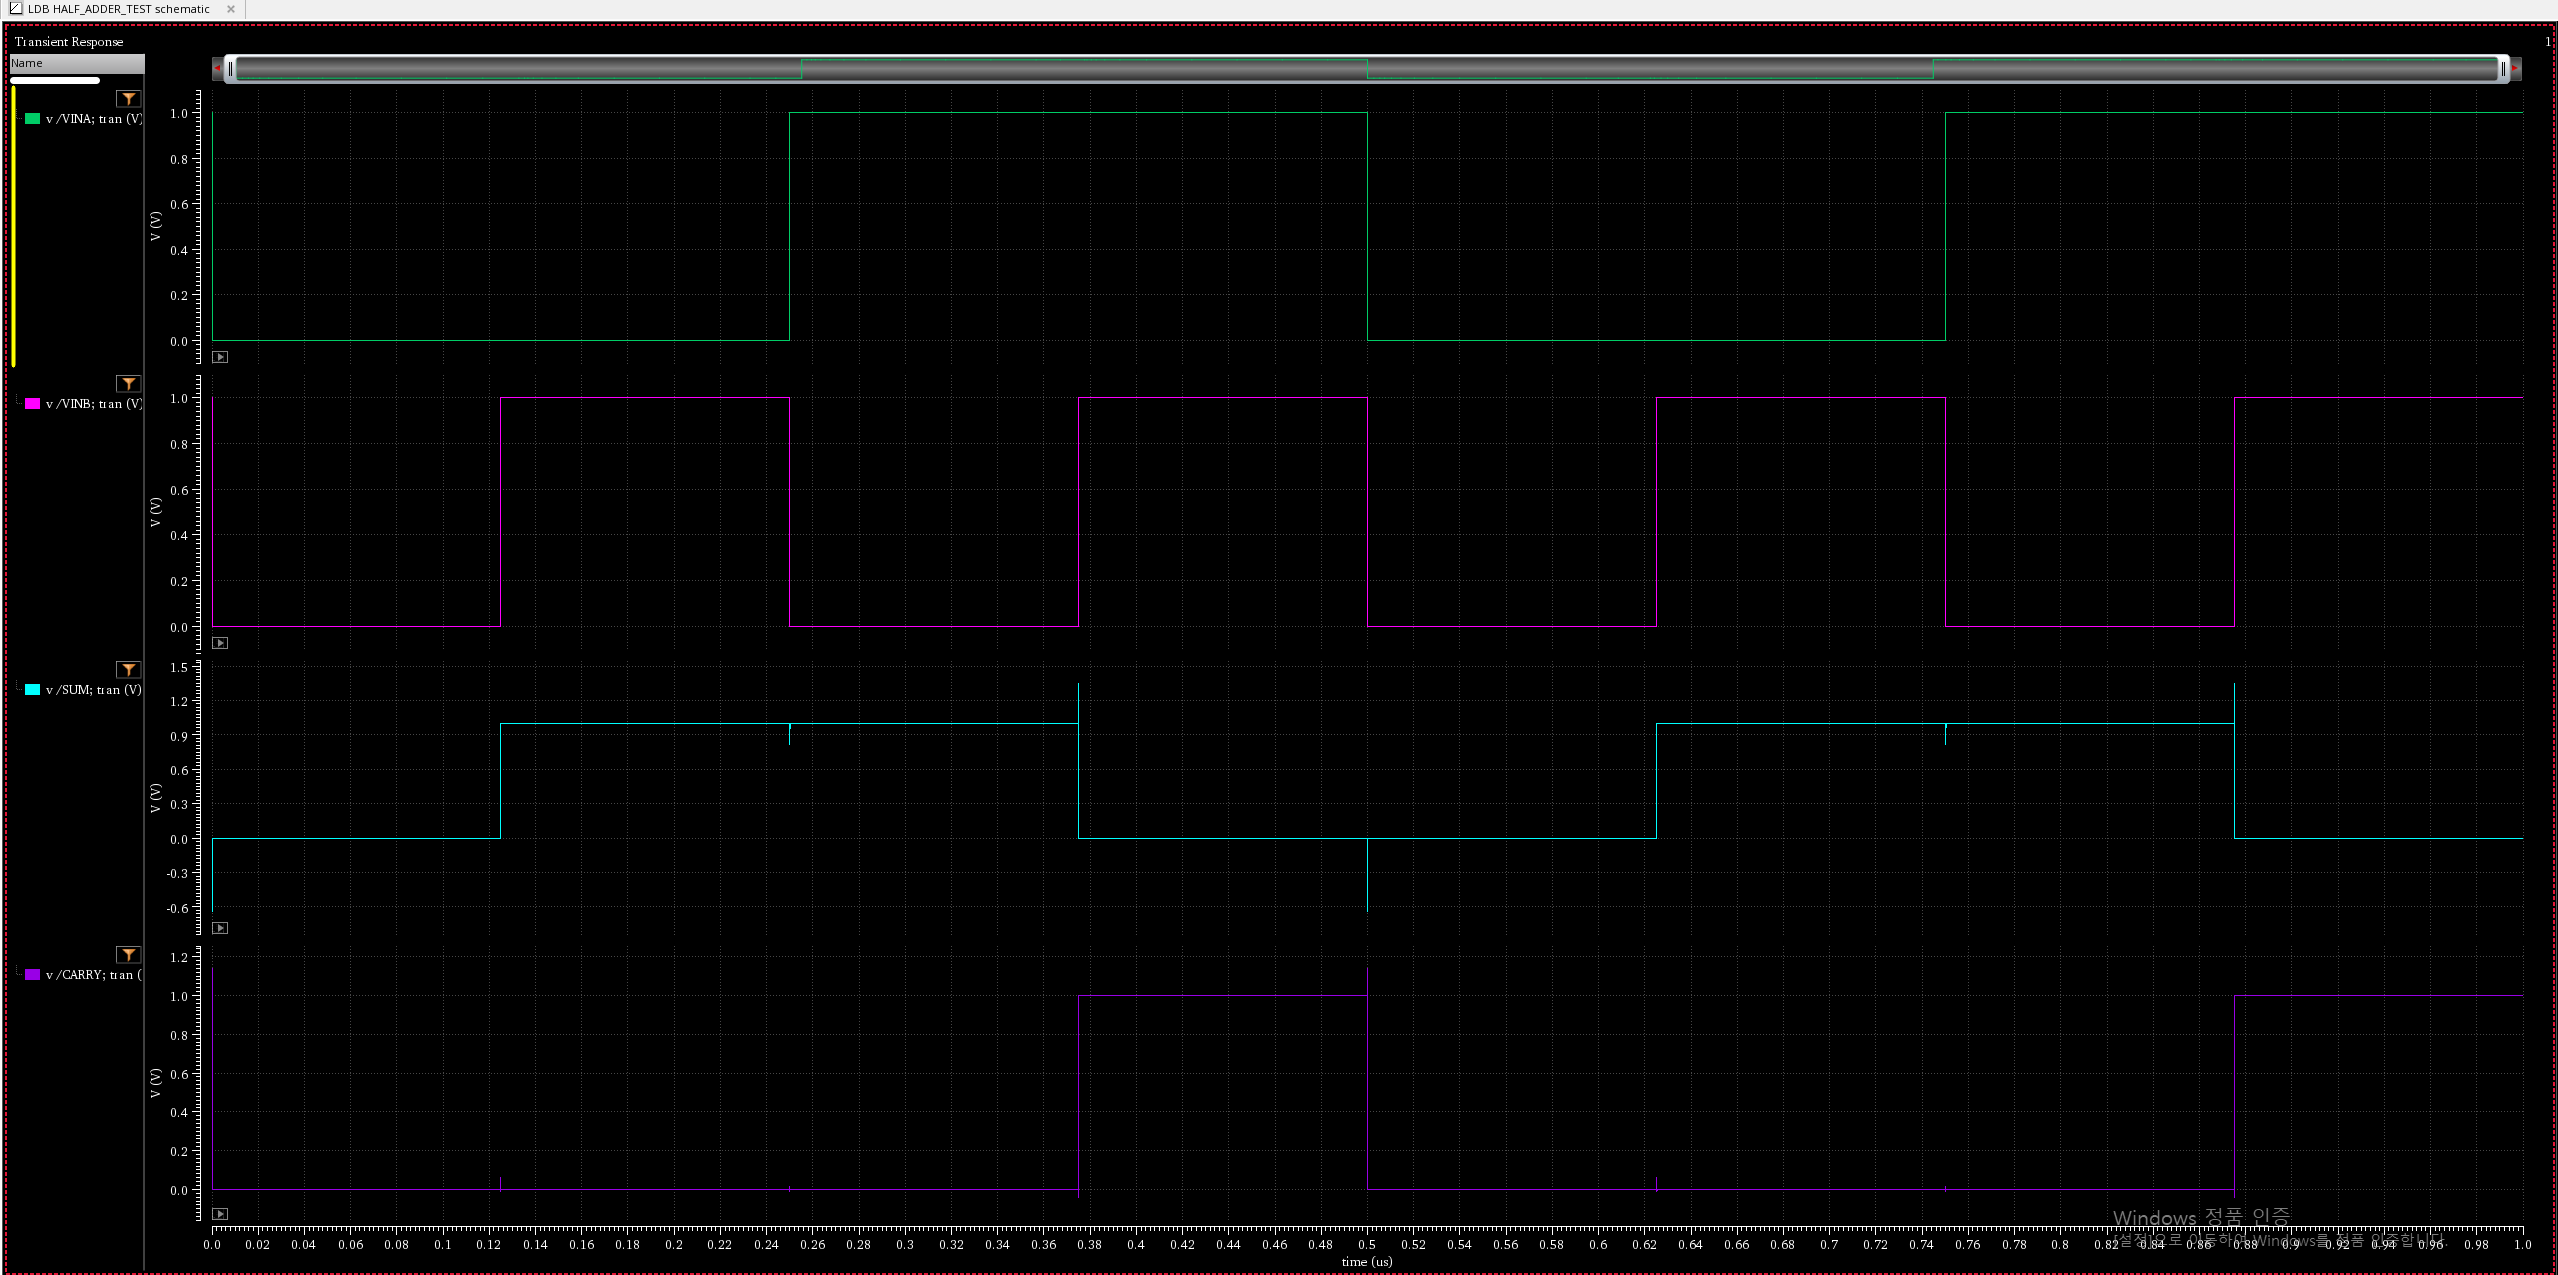 LDB HALF_ADDER_TEST schematic
Transient Response
1
Name
v /VINA; tran (V)
1.0
0.8
0.6
0.4
0.2
0.0
V (V)
v /VINB; tran (V)
1.0
0.8
0.6
0.4
0.2
0.0
V (V)
v /SUM; tran (V)
1.5
1.2
0.9
0.6
0.3
0.0
-0.3
-0.6
V (V)
v /CARRY; tran (
1.2
1.0
0.8
0.6
0.4
0.2
0.0
V (V)
Windows 정품 인증
[설정]으로 이동하여 Windows를 정품 인증합니다.
0.0 0.02 0.04 0.06 0.08 0.1 0.12 0.14 0.16 0.18 0.2 0.22 0.24 0.26 0.28 0.3 0.32 0.34 0.36 0.38 0.4 0.42 0.44 0.46 0.48 0.5 0.52 0.54 0.56 0.58 0.6 0.62 0.64 0.66 0.68 0.7 0.72 0.74 0.76 0.78 0.8 0.82 0.84 0.86 0.88 0.9 0.92 0.94 0.96 0.98 1.0
time (us)